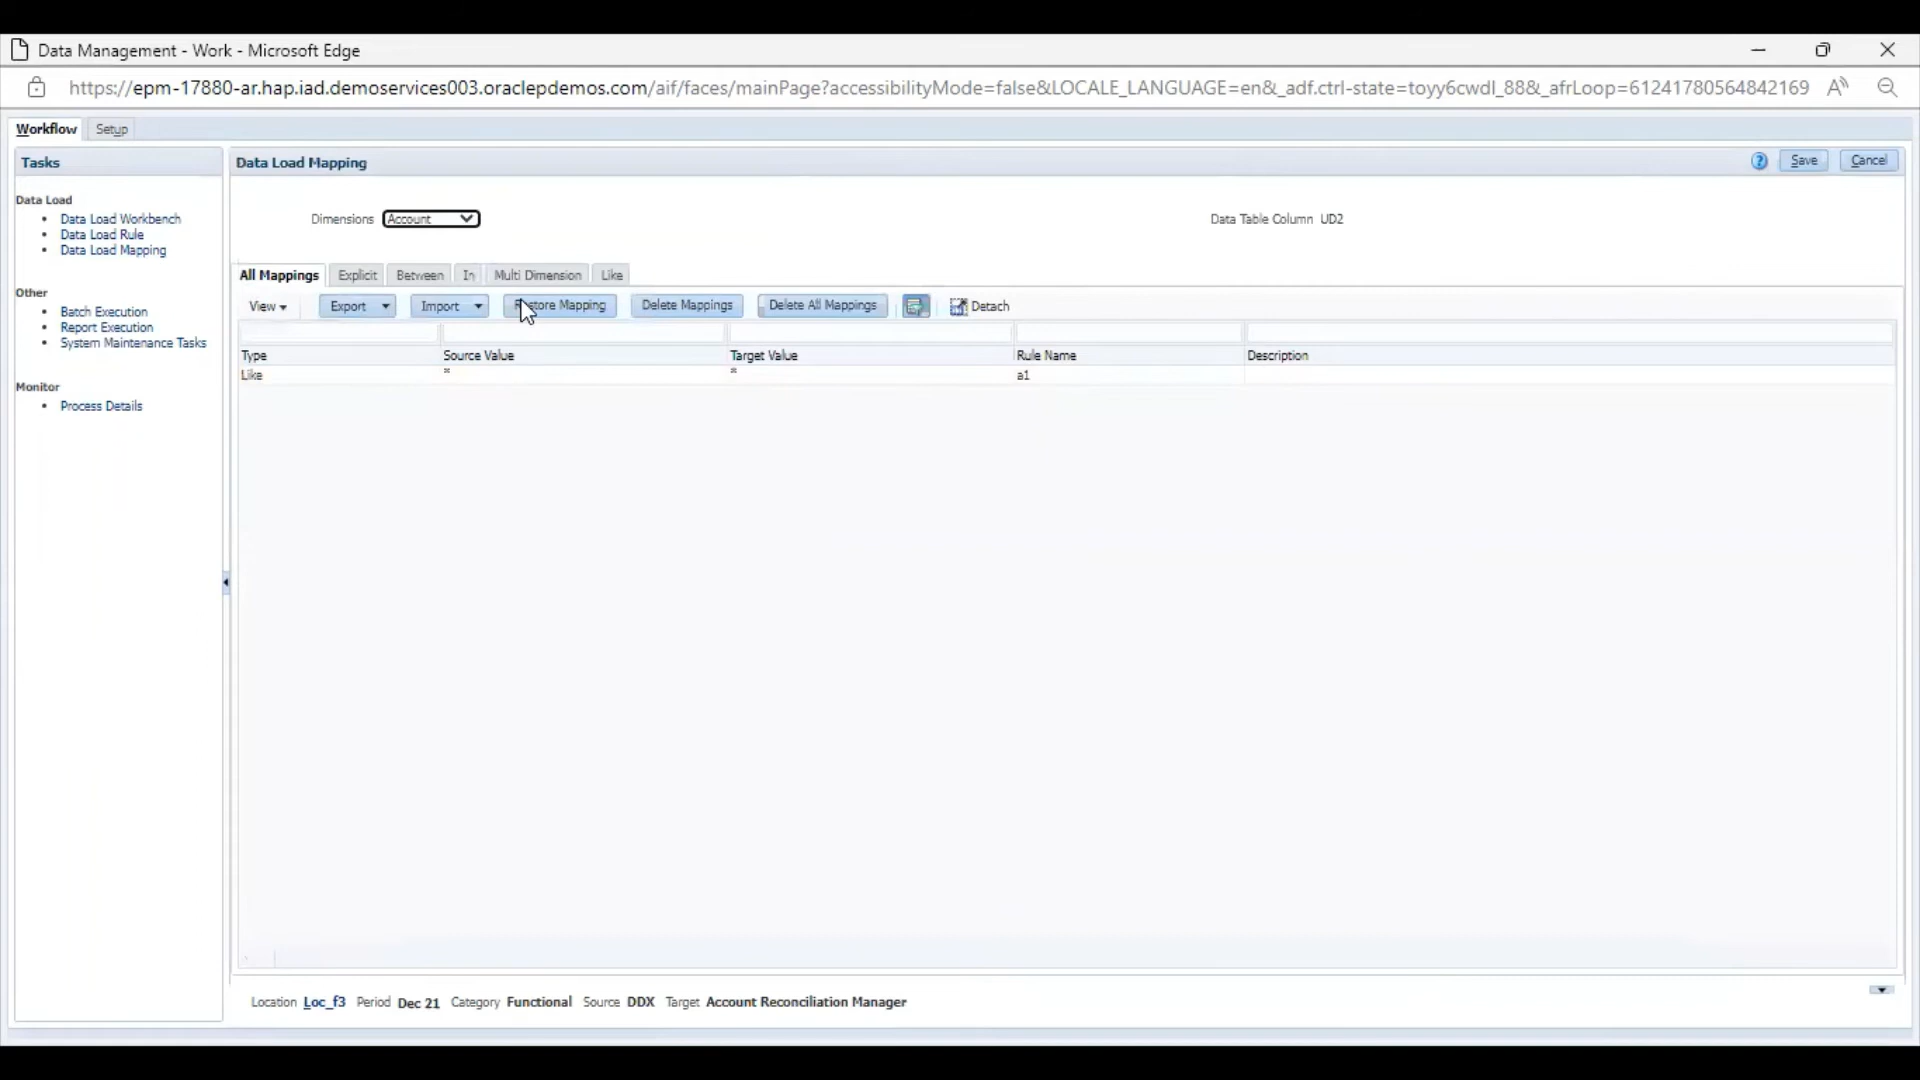 Data Management - Work - Microsoft Edge
https://epm-17880-ar.hap.iad.demoservices003.oraclepdemos.com/aif/faces/mainPage?accessibilityMode=false&LOCALE_LANGUAGE=en&_adf.ctrl-state=toyy6cwdl_88&_afrLoop=61241780564842169
Workflow Setup
Tasks
Data Load
Data Load Workbench
Data Load Rule
Data Load Mapping
Other
Batch Execution
Report Execution
System Maintenance Tasks
Monitor
Process Details
Data Load Mapping ? Save Cancel
Dimensions Account Data Table Column UD2
All Mappings Explicit Between In Multi Dimension Like
View Export Import Restore Mapping Delete Mappings Delete All Mappings Detach
Type Source Value Target Value Rule Name Description
Like * * a1
Location Loc_f3 Period Dec 21 Category Functional Source DDX Target Account Reconciliation Manager